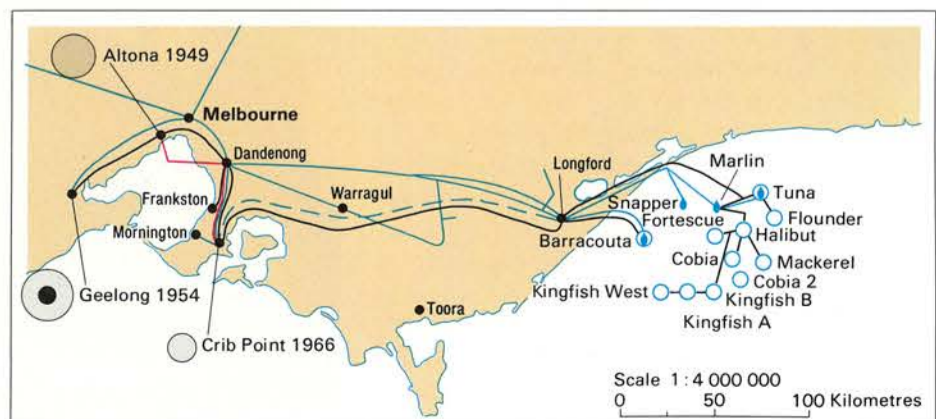 Altona 1949
Melbourne
Dandenong
Longford
Marlin
Tuna
Warragul
Frankston
Snapper
Fortescue
Flounder
Mornington
Barracouta
Halibut
Cobia
Mackerel
Geelong 1954
Cobia 2
Kingfish West
Kingfish B
Toora
Kingfish A
Crib Point 1966
Scale 1:4 000 000
0 50 100 Kilometres